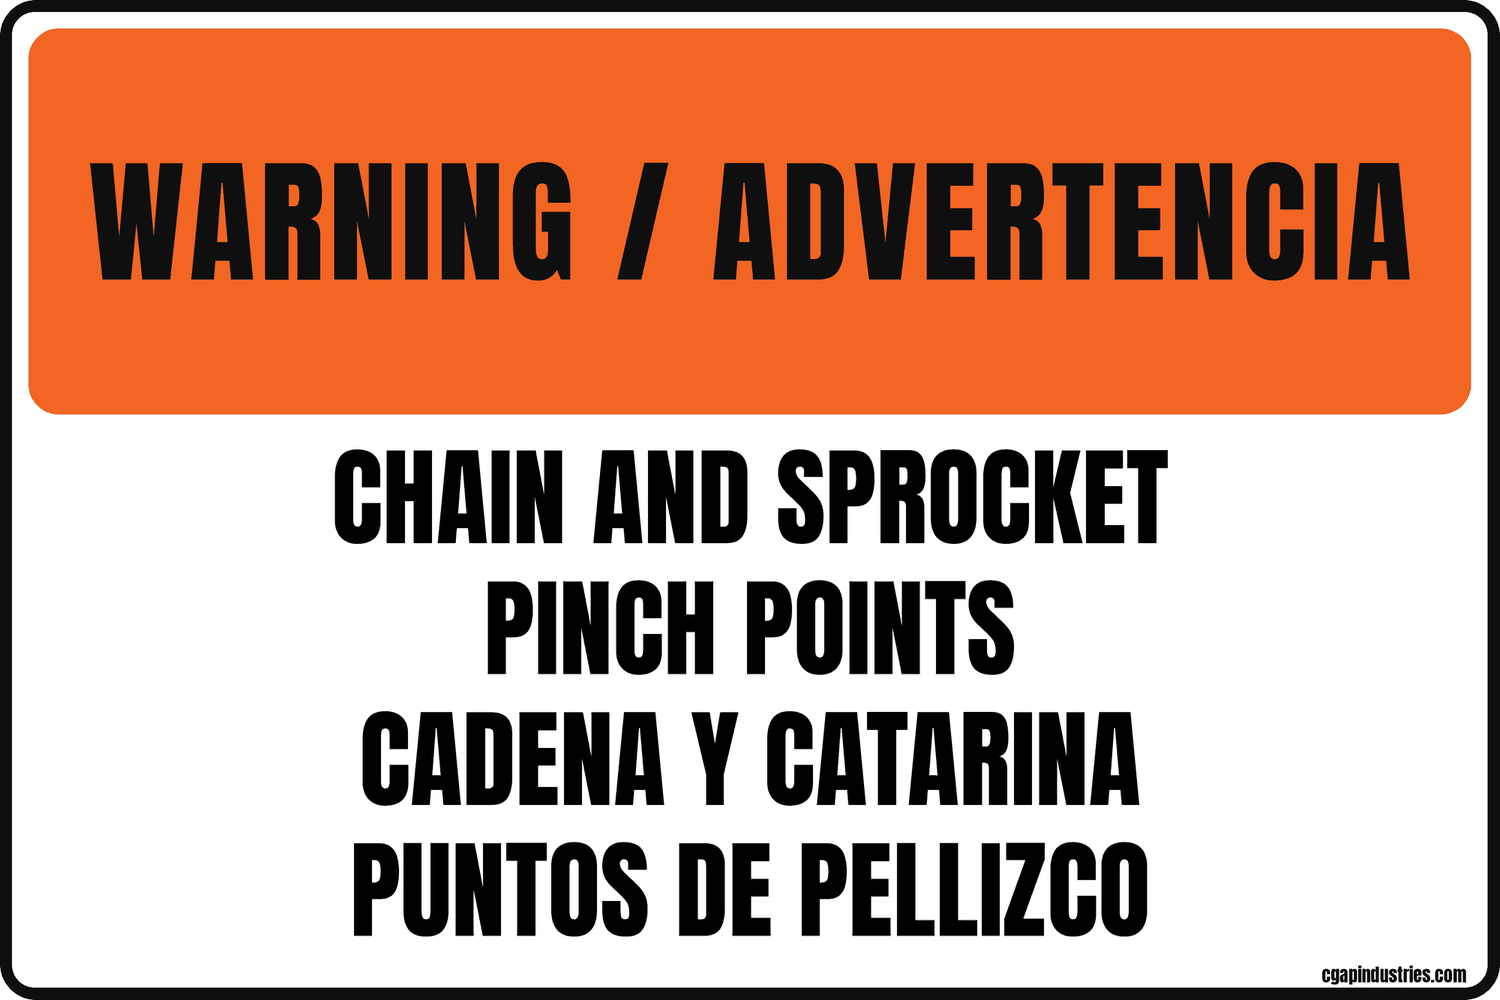 WARNING / ADVERTENCIA
CHAIN AND SPROCKET
PINCH POINTS
CADENA Y CATARINA
PUNTOS DE PELLIZCO
cgapindustries.com